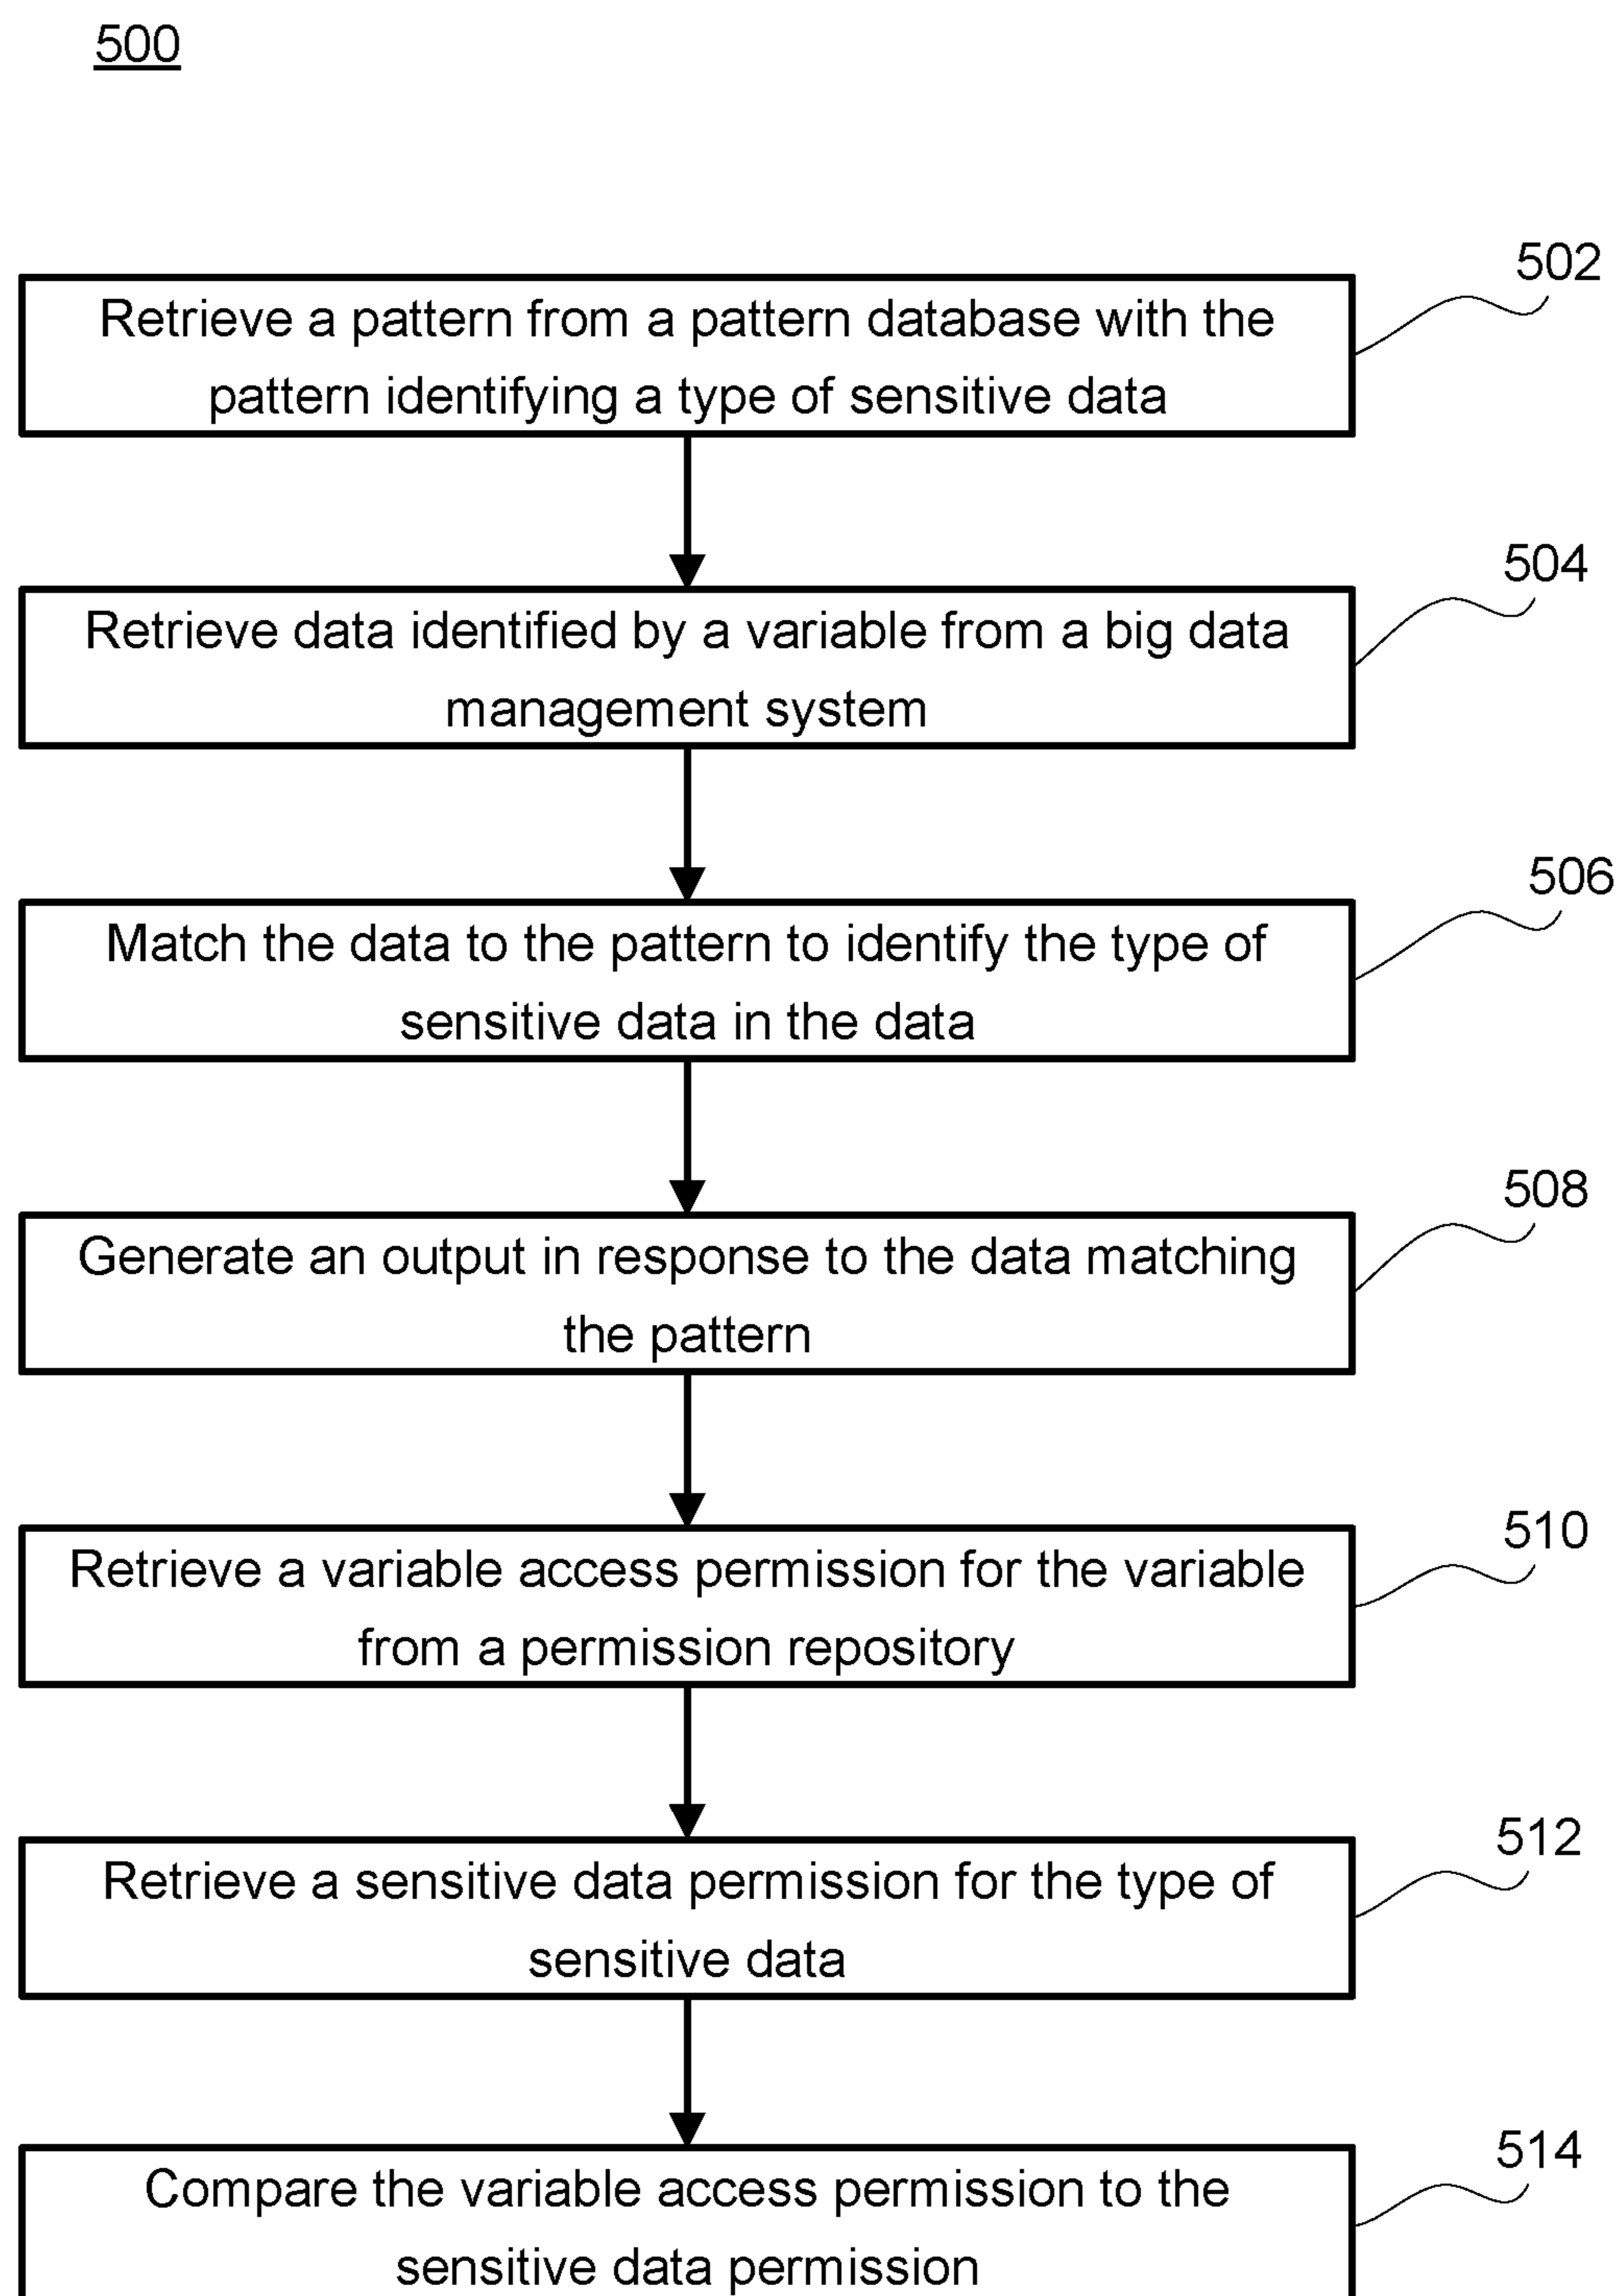 500
502
Retrieve a pattern from a pattern database with the
pattern identifying a type of sensitive data
504
Retrieve data identified by a variable from a big data
management system
506
Match the data to the pattern to identify the type of
sensitive data in the data
508
Generate an output in response to the data matching
the pattern
510
Retrieve a variable access permission for the variable
from a permission repository
512
Retrieve a sensitive data permission for the type of
sensitive data
514
Compare the variable access permission to the
sensitive data permission